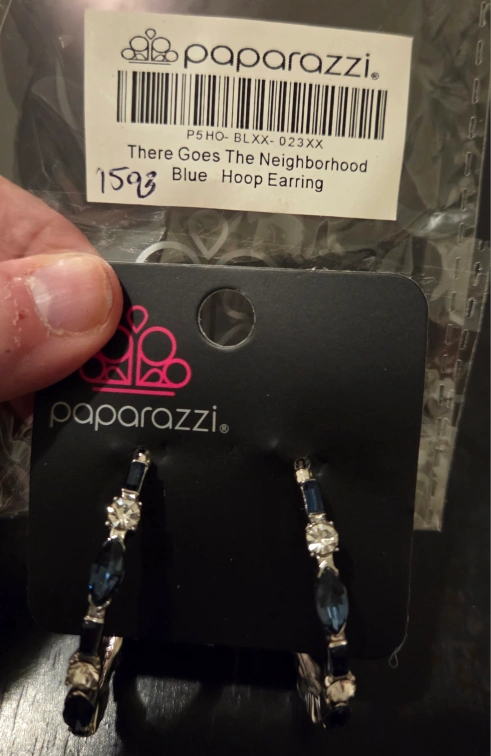 paparazzi®
P5HO-BLXX-023XX
There Goes The Neighborhood
Blue Hoop Earring
1593
paparazzi®